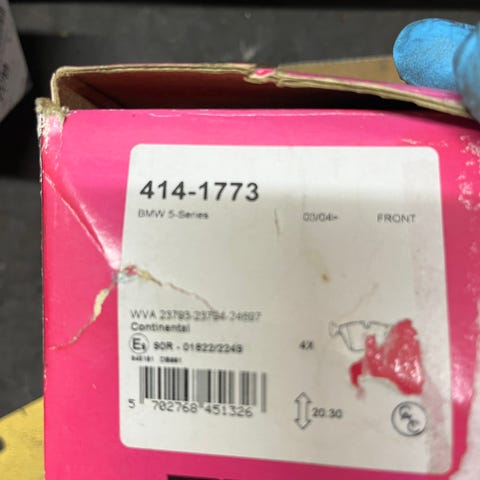 414-1773
BMW 5-Series 03/04- FRONT
WVA 23793-23794-24697
Continental
90R - 01622/2249
4X
5 702768 451326
20.30